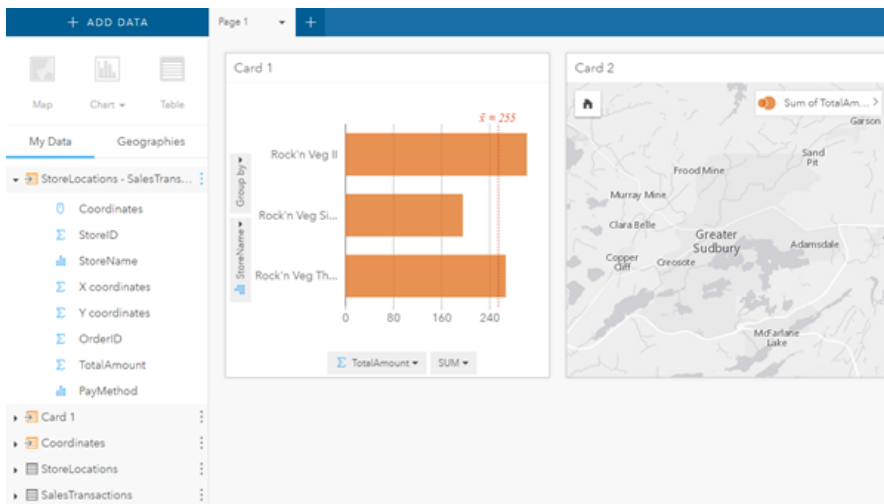 + ADD DATA
Page 1
+
Map
Chart
Table
My Data
Geographies
StoreLocations - SalesTrans...
Coordinates
StoreID
StoreName
X coordinates
Y coordinates
OrderID
TotalAmount
PayMethod
Card 1
Coordinates
StoreLocations
SalesTransactions
Card 1
x̄ = 255
Group by
StoreName
Rock'n Veg II
Rock'n Veg Si...
Rock'n Veg Th...
0 80 160 240
Σ TotalAmount
SUM
Card 2
Sum of TotalAm... >
Garson
Sand
Pit
Frood Mine
Murray Mine
Clara Belle
Greater
Sudbury
Adamsdale
Copper
Cliff
Creosote
McFarlane
Lake